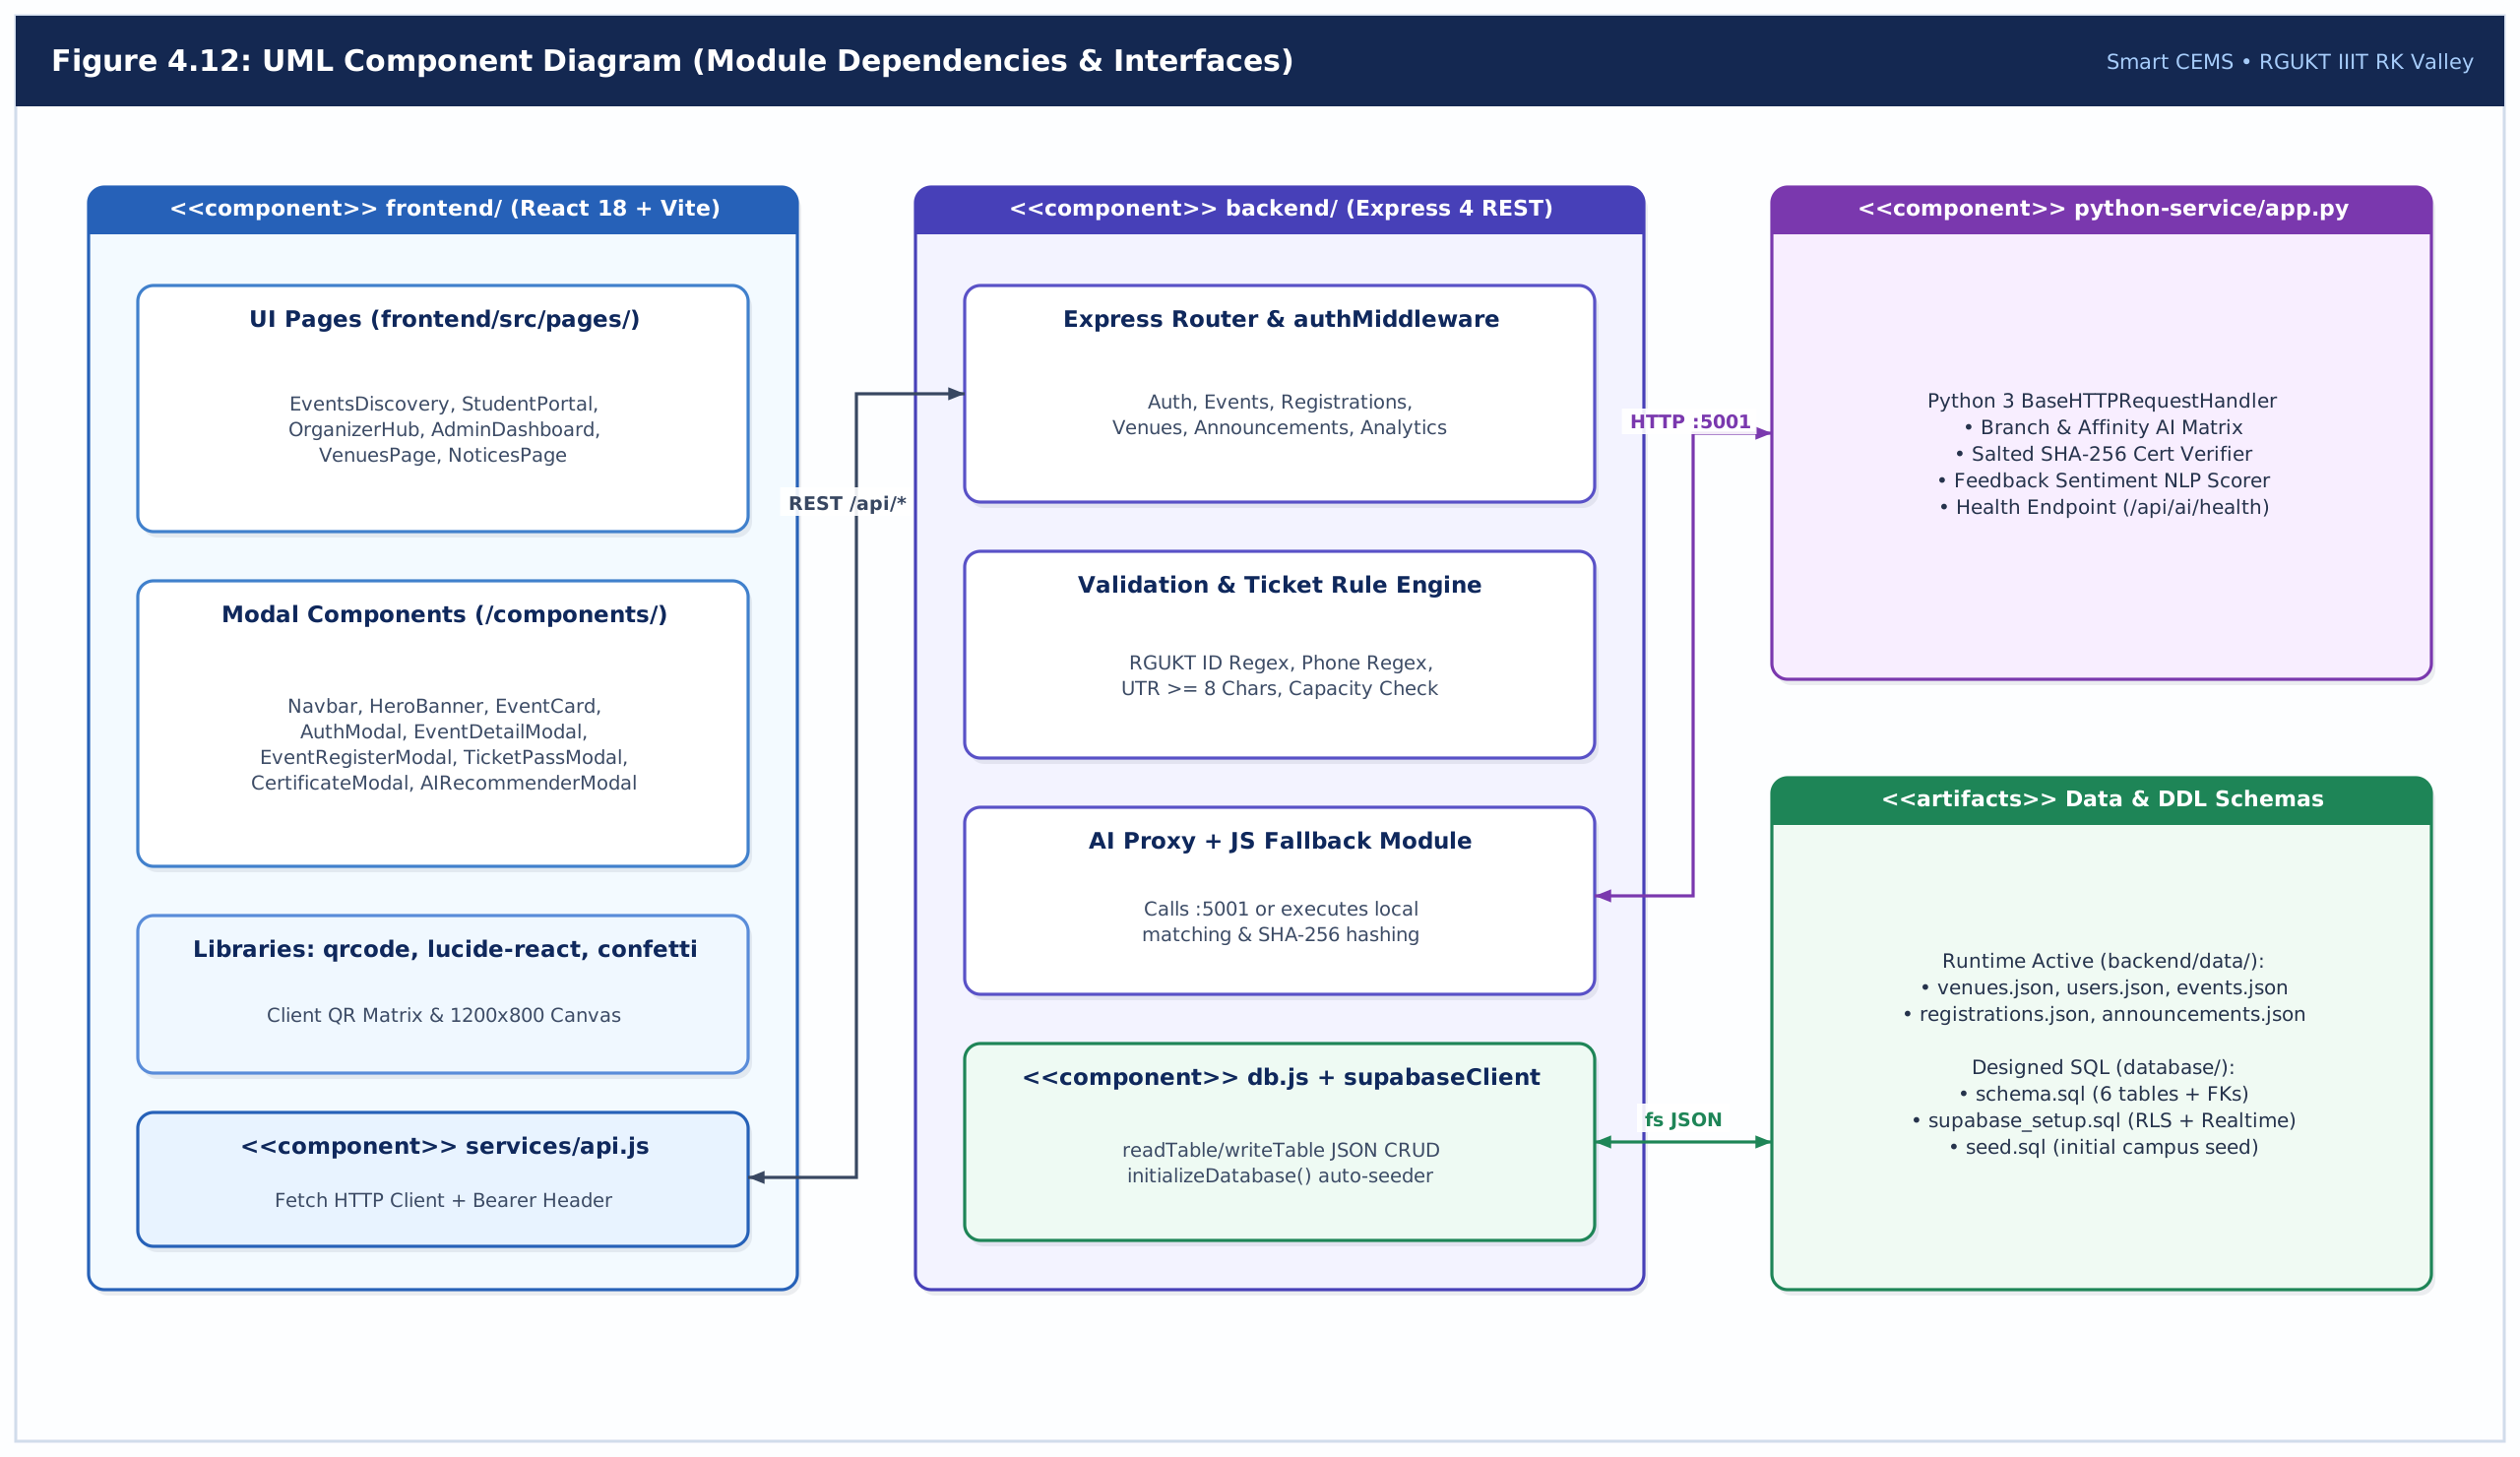 Figure 4.12: UML Component Diagram (Module Dependencies & Interfaces)
Smart CEMS • RGUKT IIIT RK Valley
<<component>> frontend/ (React 18 + Vite)
UI Pages (frontend/src/pages/)
EventsDiscovery, StudentPortal,
OrganizerHub, AdminDashboard,
VenuesPage, NoticesPage
Modal Components (/components/)
Navbar, HeroBanner, EventCard,
AuthModal, EventDetailModal,
EventRegisterModal, TicketPassModal,
CertificateModal, AIRecommenderModal
Libraries: qrcode, lucide-react, confetti
Client QR Matrix & 1200x800 Canvas
<<component>> services/api.js
Fetch HTTP Client + Bearer Header
REST /api/*
<<component>> backend/ (Express 4 REST)
Express Router & authMiddleware
Auth, Events, Registrations,
Venues, Announcements, Analytics
Validation & Ticket Rule Engine
RGUKT ID Regex, Phone Regex,
UTR >= 8 Chars, Capacity Check
AI Proxy + JS Fallback Module
Calls :5001 or executes local
matching & SHA-256 hashing
<<component>> db.js + supabaseClient
readTable/writeTable JSON CRUD
initializeDatabase() auto-seeder
HTTP :5001
fs JSON
<<component>> python-service/app.py
Python 3 BaseHTTPRequestHandler
• Branch & Affinity AI Matrix
• Salted SHA-256 Cert Verifier
• Feedback Sentiment NLP Scorer
• Health Endpoint (/api/ai/health)
<<artifacts>> Data & DDL Schemas
Runtime Active (backend/data/):
• venues.json, users.json, events.json
• registrations.json, announcements.json
Designed SQL (database/):
• schema.sql (6 tables + FKs)
• supabase_setup.sql (RLS + Realtime)
• seed.sql (initial campus seed)